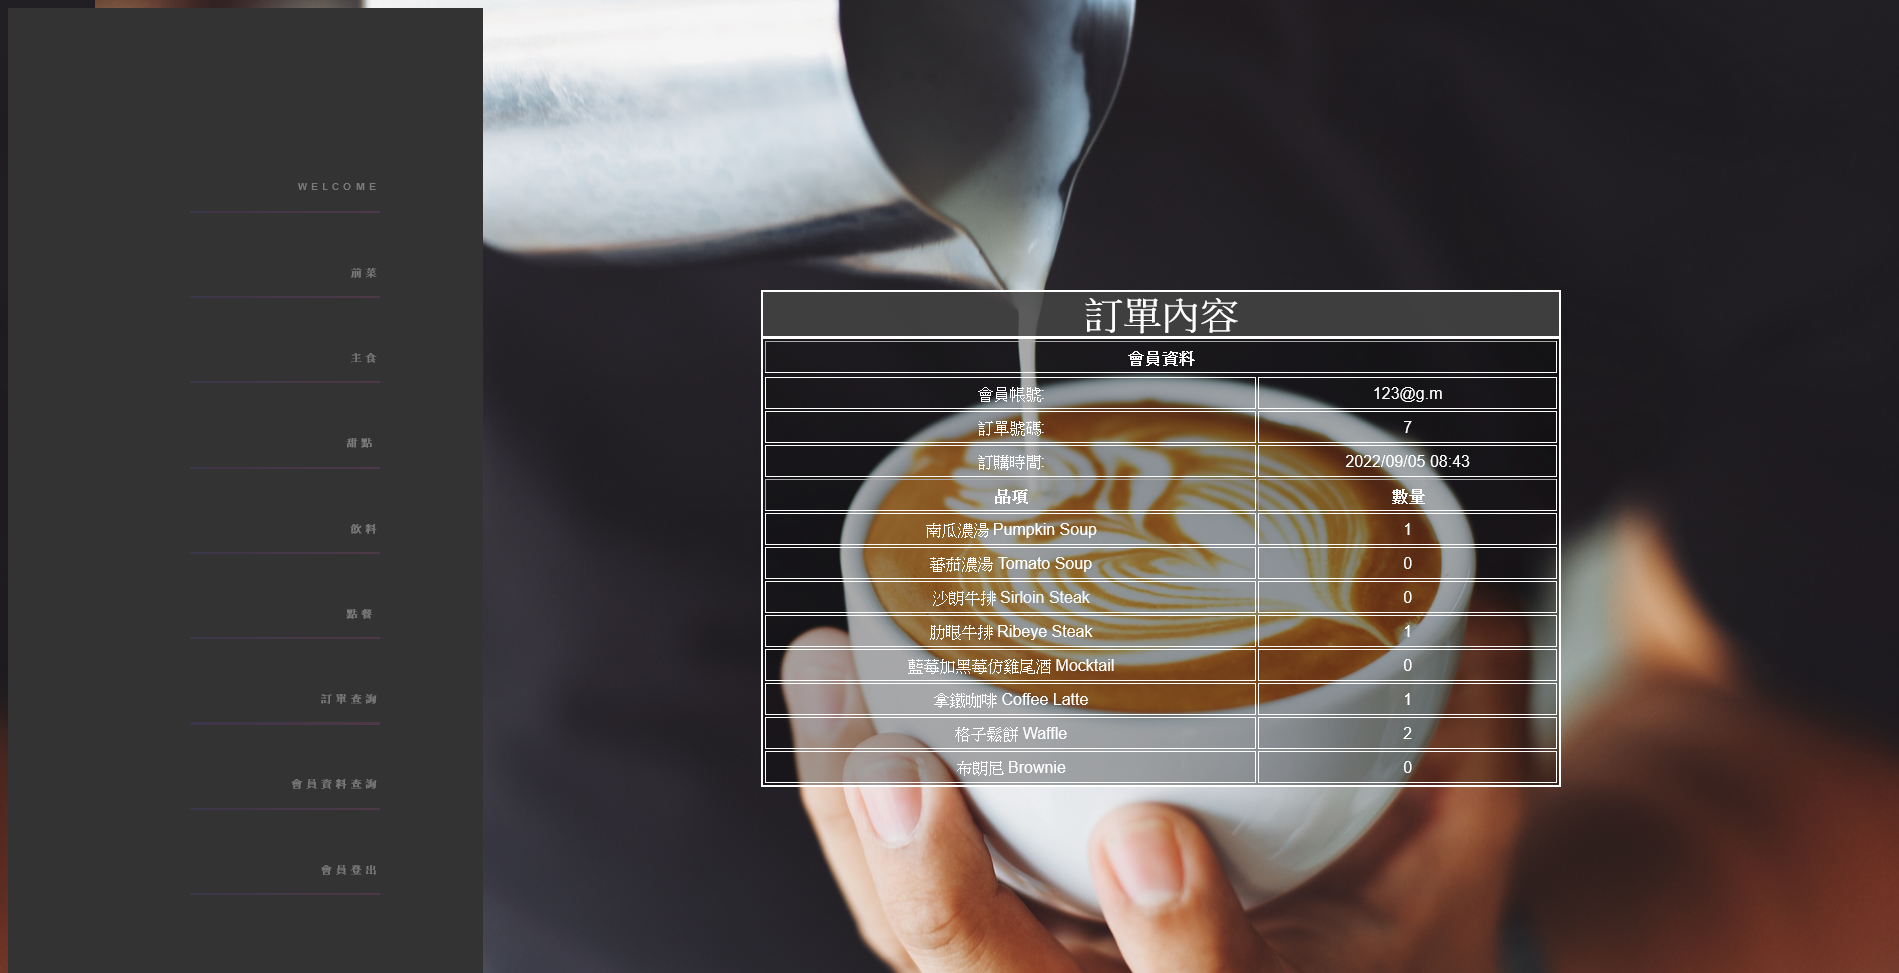 WELCOME
前菜
主食
甜點
飲料
點餐
訂單查詢
會員資料查詢
會員登出
訂單內容
會員資料
會員帳號: 123@g.m
訂單號碼: 7
訂購時間: 2022/09/05 08:43
品項 數量
南瓜濃湯 Pumpkin Soup 1
蕃茄濃湯 Tomato Soup 0
沙朗牛排 Sirloin Steak 0
肋眼牛排 Ribeye Steak 1
藍莓加黑莓仿雞尾酒 Mocktail 0
拿鐵咖啡 Coffee Latte 1
格子鬆餅 Waffle 2
布朗尼 Brownie 0